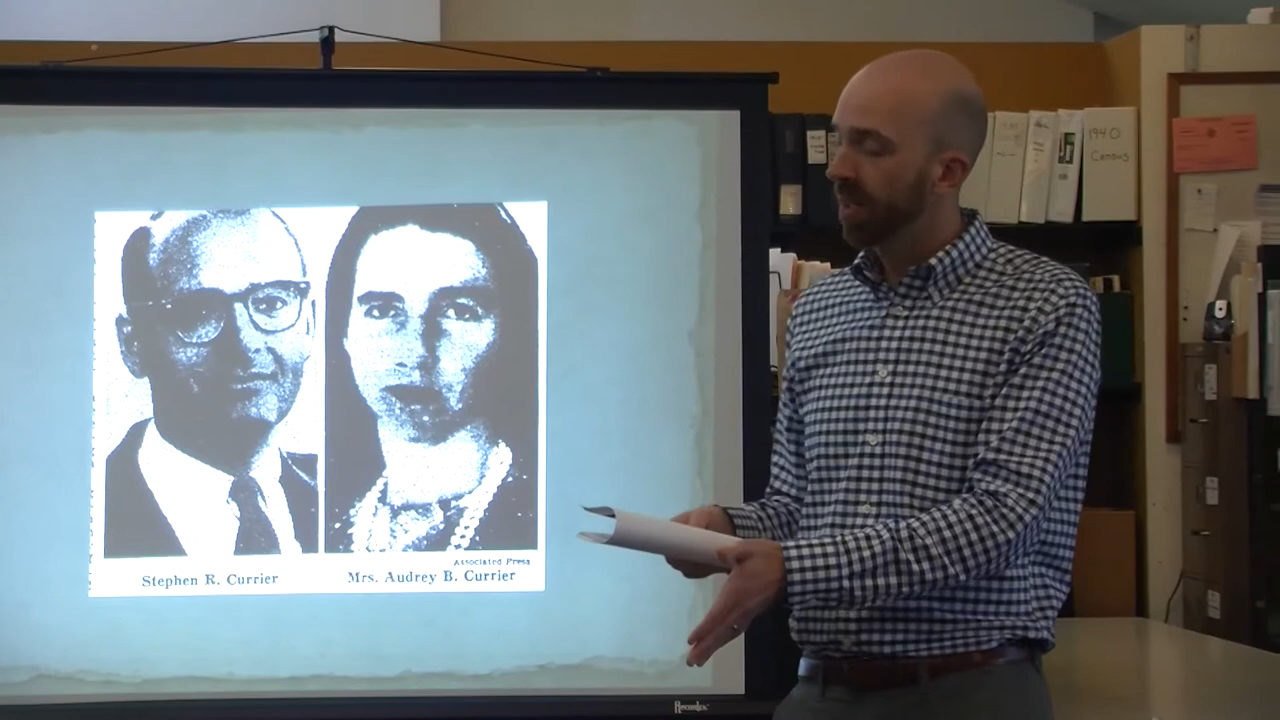 Associated Press
Stephen R. Currier
Mrs. Audrey B. Currier
1940
Census